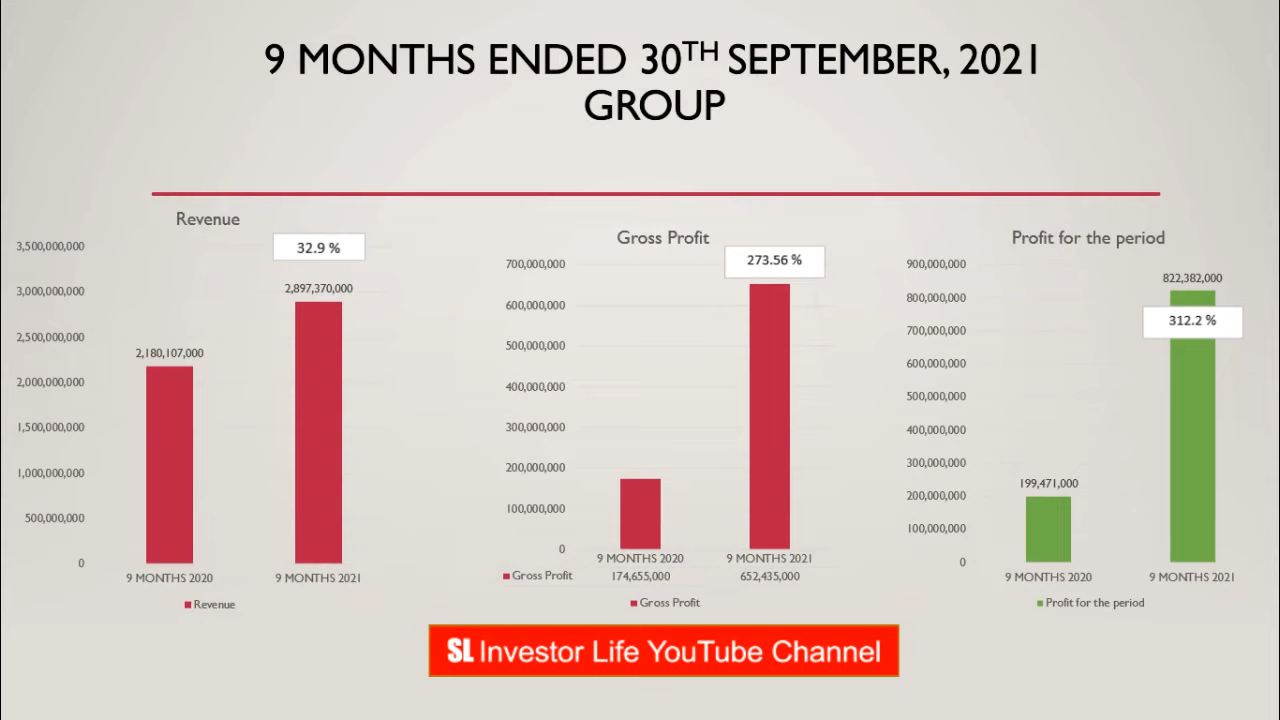 9 MONTHS ENDED 30TH SEPTEMBER, 2021
GROUP
Revenue
32.9 %
3,500,000,000
3,000,000,000
2,500,000,000
2,000,000,000
1,500,000,000
1,000,000,000
500,000,000
0
2,180,107,000
2,897,370,000
9 MONTHS 2020
9 MONTHS 2021
Revenue
Gross Profit
273.56 %
700,000,000
600,000,000
500,000,000
400,000,000
300,000,000
200,000,000
100,000,000
0
9 MONTHS 2020
9 MONTHS 2021
Gross Profit
174,655,000
652,435,000
Gross Profit
Profit for the period
900,000,000
800,000,000
700,000,000
600,000,000
500,000,000
400,000,000
300,000,000
200,000,000
100,000,000
0
822,382,000
312.2 %
199,471,000
9 MONTHS 2020
9 MONTHS 2021
Profit for the period
SL Investor Life YouTube Channel